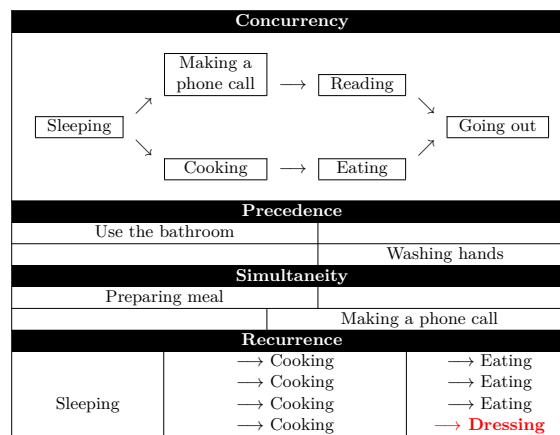 Concurrency
Making a
phone call
⟶ Reading
↗ ↘
Sleeping Going out
↘ ↗
Cooking ⟶ Eating
Precedence
Use the bathroom
Washing hands
Simultaneity
Preparing meal
Making a phone call
Recurrence
⟶ Cooking ⟶ Eating
⟶ Cooking ⟶ Eating
Sleeping ⟶ Cooking ⟶ Eating
⟶ Cooking ⟶ Dressing